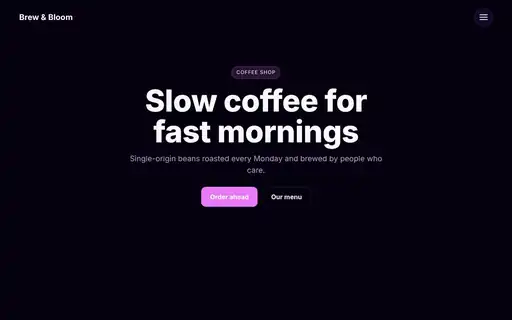 Brew & Bloom
COFFEE SHOP
Slow coffee for
fast mornings
Single-origin beans roasted every Monday and brewed by people who
care.
Order ahead
Our menu